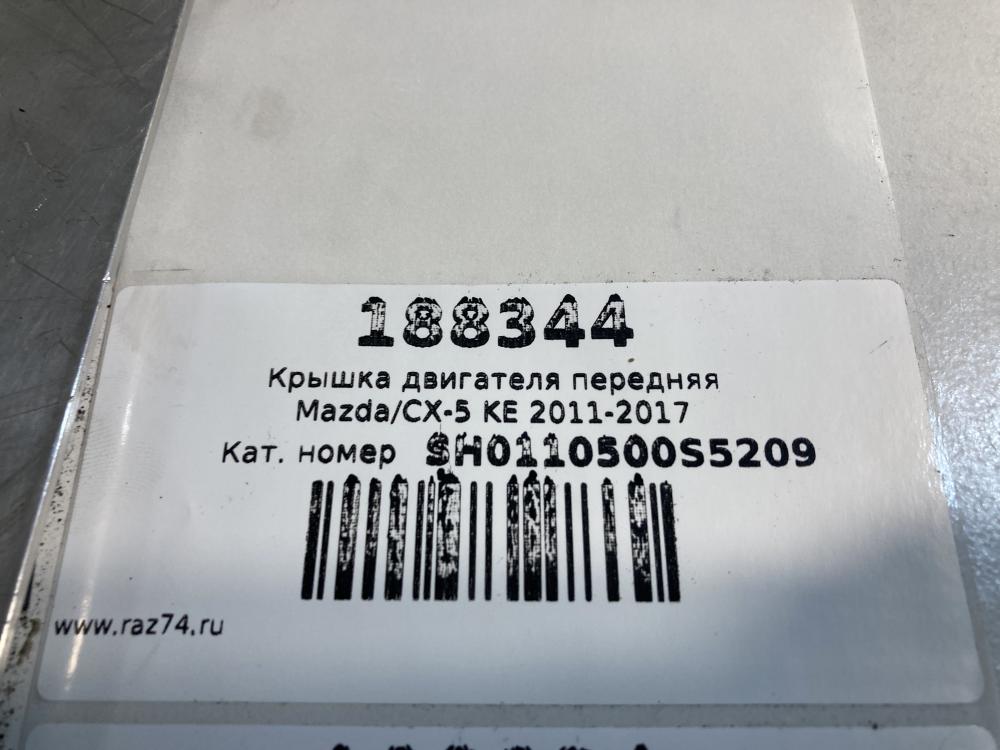 188344
Крышка двигателя передняя
Mazda/CX-5 KE 2011-2017
Кат. номер SH0110500S5209
www.raz74.ru